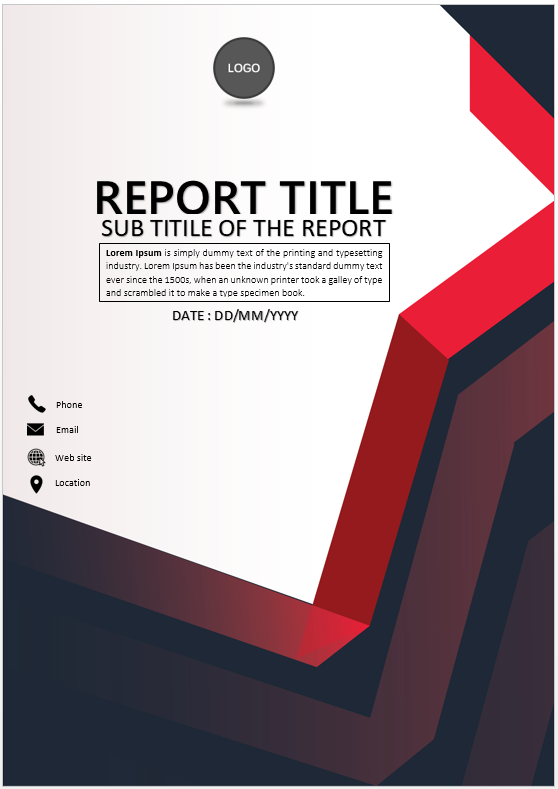 LOGO
REPORT TITLE
SUB TITILE OF THE REPORT
Lorem Ipsum is simply dummy text of the printing and typesetting
industry. Lorem Ipsum has been the industry's standard dummy text
ever since the 1500s, when an unknown printer took a galley of type
and scrambled it to make a type specimen book.
DATE : DD/MM/YYYY
Phone
Email
Web site
Location